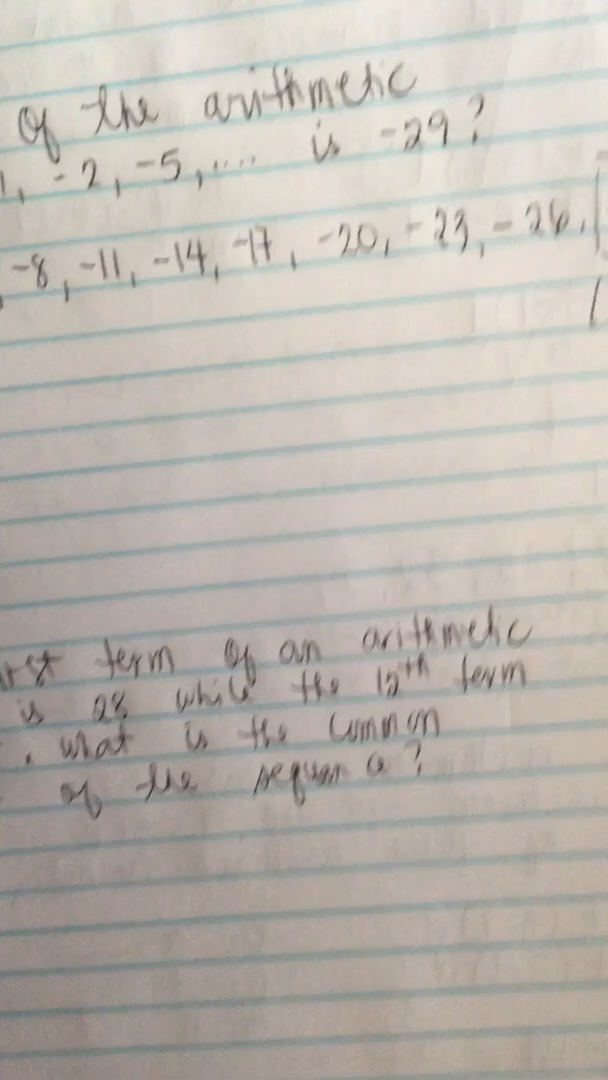 of the arithmetic
1, -2, -5, .... is -29?
-8, -11, -14, -17, -20, -23, -26,
term of an arithmetic
is 28 while the 12th term
. what is the common
of the sequence?